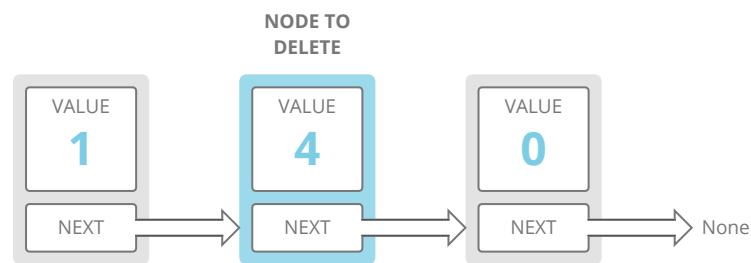 NODE TO
DELETE
VALUE VALUE VALUE
1 4 0
NEXT NEXT NEXT None